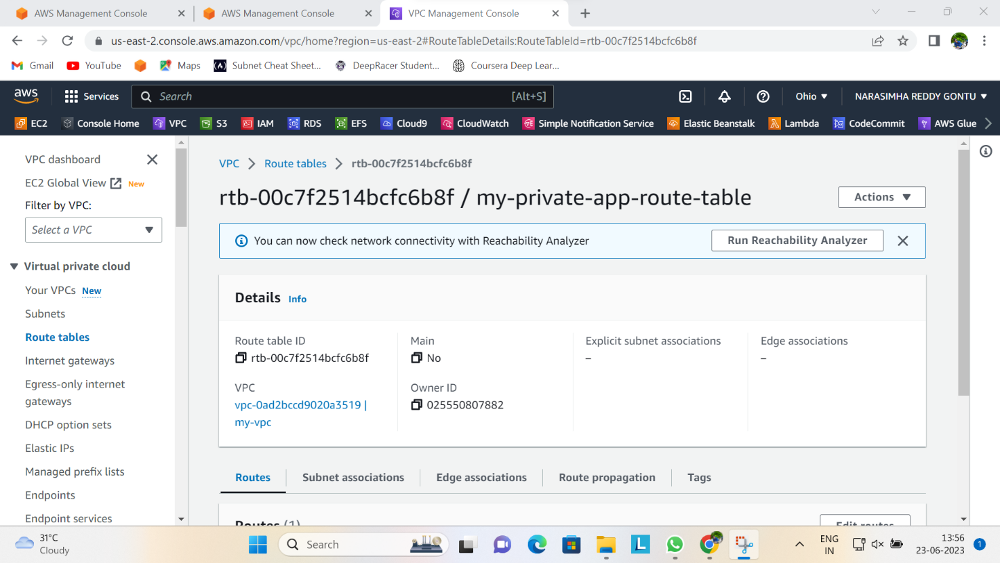 AWS Management Console
AWS Management Console
VPC Management Console
us-east-2.console.aws.amazon.com/vpc/home?region=us-east-2#RouteTableDetails:RouteTableId=rtb-00c7f2514bcfc6b8f
Gmail YouTube Maps Subnet Cheat Sheet... DeepRacer Student... Coursera Deep Lear...
aws Services Search [Alt+S] Ohio NARASIMHA REDDY GONTU
EC2 Console Home VPC S3 IAM RDS EFS Cloud9 CloudWatch Simple Notification Service Elastic Beanstalk Lambda CodeCommit AWS Glue
VPC dashboard
EC2 Global View New
Filter by VPC:
Select a VPC
Virtual private cloud
Your VPCs New
Subnets
Route tables
Internet gateways
Egress-only internet
gateways
DHCP option sets
Elastic IPs
Managed prefix lists
Endpoints
Endpoint services
VPC > Route tables > rtb-00c7f2514bcfc6b8f
rtb-00c7f2514bcfc6b8f / my-private-app-route-table
Actions
You can now check network connectivity with Reachability Analyzer
Run Reachability Analyzer
Details Info
Route table ID
rtb-00c7f2514bcfc6b8f
Main
No
Explicit subnet associations
–
Edge associations
–
VPC
vpc-0ad2bccd9020a3519 |
my-vpc
Owner ID
025550807882
Routes Subnet associations Edge associations Route propagation Tags
Routes (1)
Edit routes
31°C
Cloudy
Search
ENG
IN
13:56
23-06-2023
1